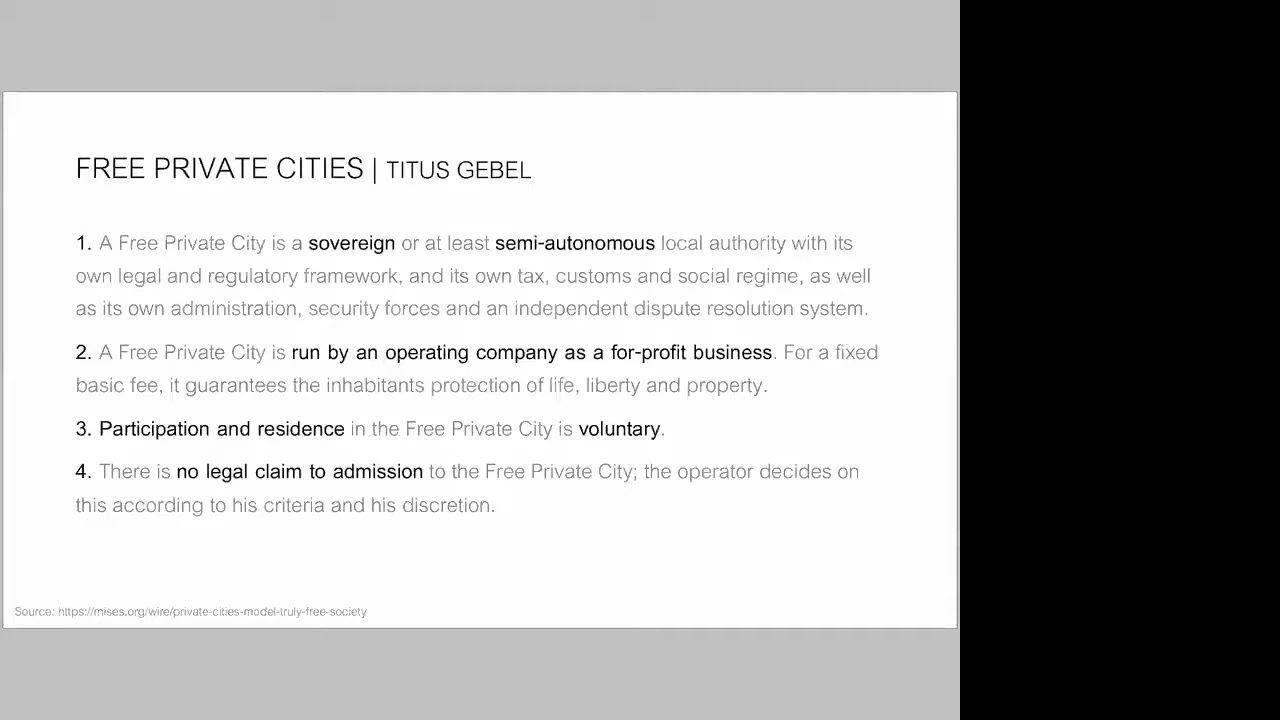 FREE PRIVATE CITIES | TITUS GEBEL
1. A Free Private City is a sovereign or at least semi-autonomous local authority with its
own legal and regulatory framework, and its own tax, customs and social regime, as well
as its own administration, security forces and an independent dispute resolution system.
2. A Free Private City is run by an operating company as a for-profit business. For a fixed
basic fee, it guarantees the inhabitants protection of life, liberty and property.
3. Participation and residence in the Free Private City is voluntary.
4. There is no legal claim to admission to the Free Private City; the operator decides on
this according to his criteria and his discretion.
Source: https://mises.org/wire/private-cities-model-truly-free-society